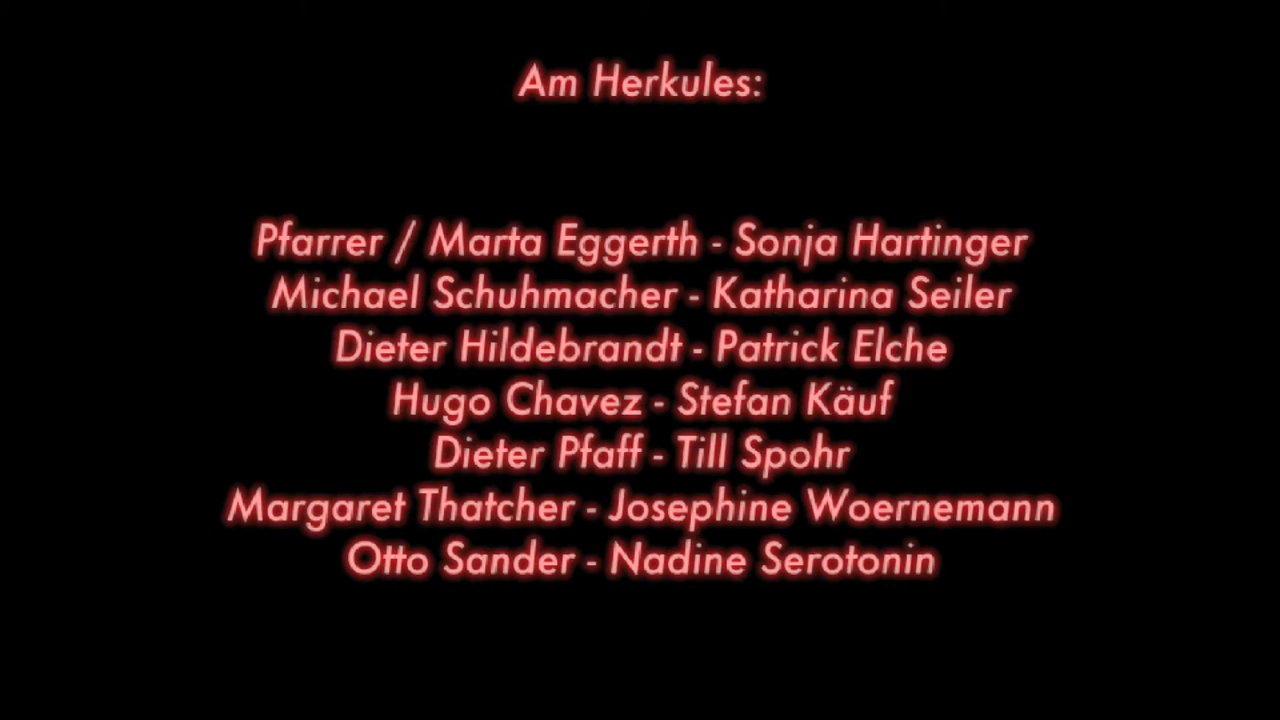 Am Herkules:
Pfarrer / Marta Eggerth - Sonja Hartinger
Michael Schuhmacher - Katharina Seiler
Dieter Hildebrandt - Patrick Elche
Hugo Chavez - Stefan Käuf
Dieter Pfaff - Till Spohr
Margaret Thatcher - Josephine Woernemann
Otto Sander - Nadine Serotonin